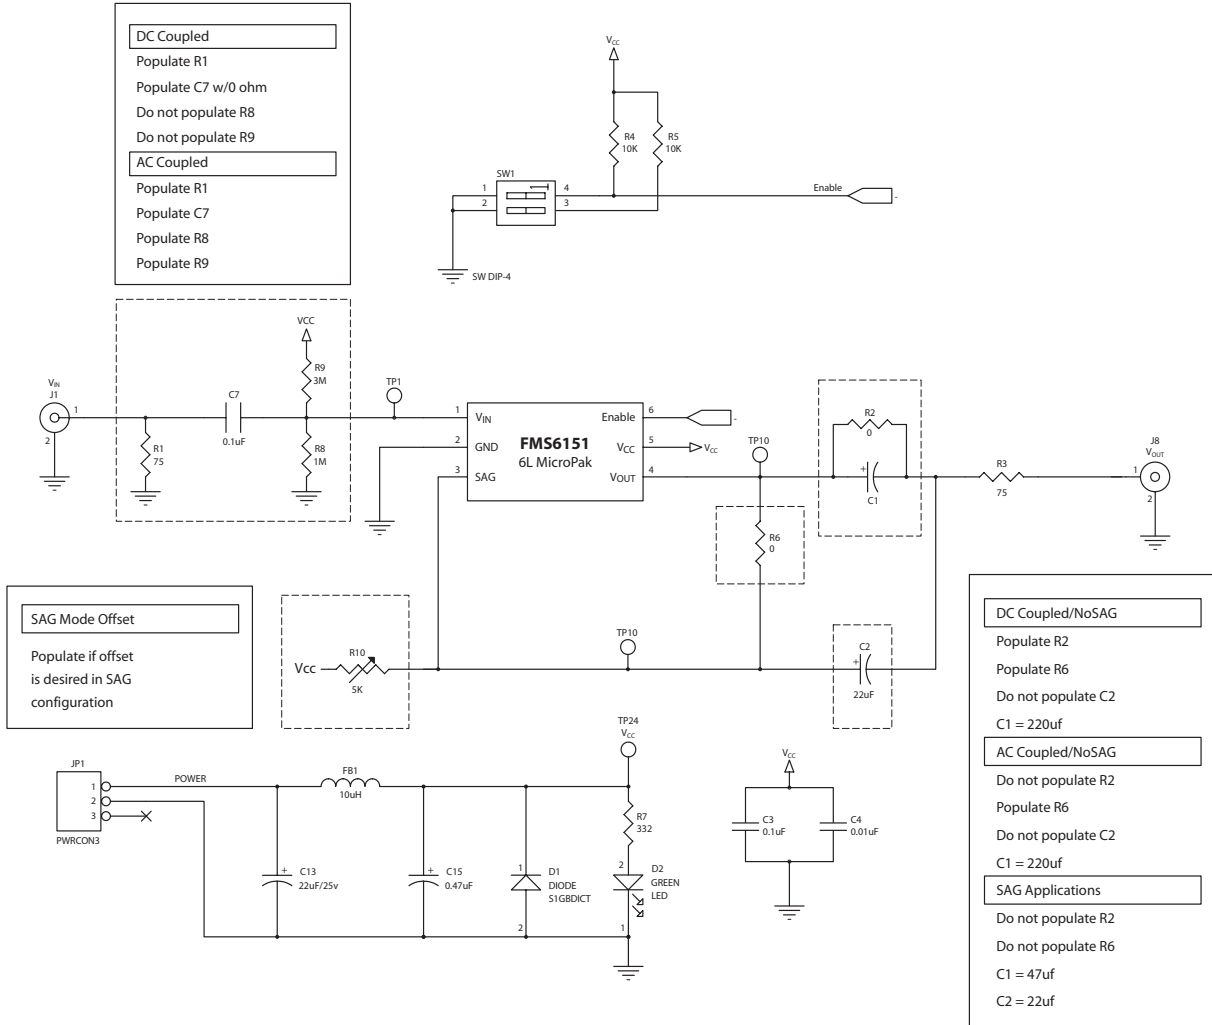 DC Coupled
Populate R1
Populate C7 w/0 ohm
Do not populate R8
Do not populate R9
AC Coupled
Populate R1
Populate C7
Populate R8
Populate R9
VCC
R4
10K
R5
10K
SW1
1
2
4
3
Enable
-
SW DIP-4
VIN
J1
1
2
R1
75
C7
0.1uF
VCC
R9
3M
R8
1M
TP1
1
2
3
VIN
GND
SAG
FMS6151
6L MicroPak
Enable
VCC
VOUT
6
5
4
-
VCC
TP10
R2
0
+
C1
R3
75
J8
VOUT
1
2
R6
0
SAG Mode Offset
Populate if offset
is desired in SAG
configuration
Vcc
R10
5K
TP10
C2
+
22uF
DC Coupled/NoSAG
Populate R2
Populate R6
Do not populate C2
C1 = 220uf
AC Coupled/NoSAG
Do not populate R2
Populate R6
Do not populate C2
C1 = 220uf
SAG Applications
Do not populate R2
Do not populate R6
C1 = 47uf
C2 = 22uf
JP1
1
2
3
PWRCON3
POWER
FB1
10uH
+
C13
22uF/25v
+
C15
0.47uF
1
D1
DIODE
S1GBDICT
2
TP24
VCC
R7
332
2
D2
GREEN
LED
1
VCC
C3
0.1uF
C4
0.01uF